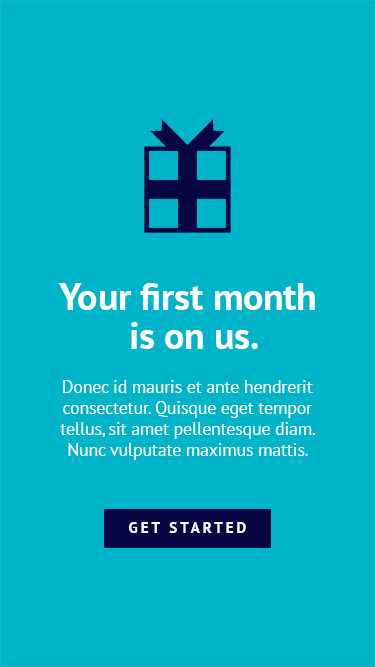 Your first month
is on us.
Donec id mauris et ante hendrerit
consectetur. Quisque eget tempor
tellus, sit amet pellentesque diam.
Nunc vulputate maximus mattis.
GET STARTED